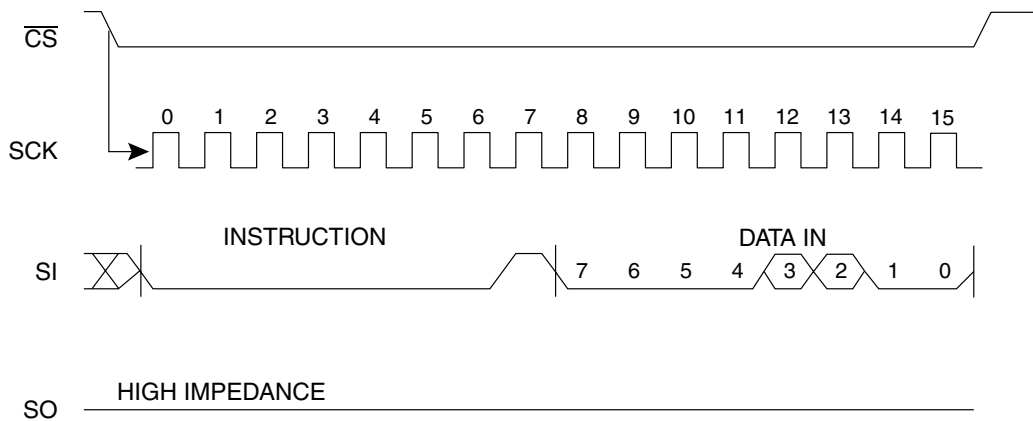 CS
0 1 2 3 4 5 6 7 8 9 10 11 12 13 14 15
SCK
INSTRUCTION DATA IN
SI 7 6 5 4 3 2 1 0
HIGH IMPEDANCE
SO